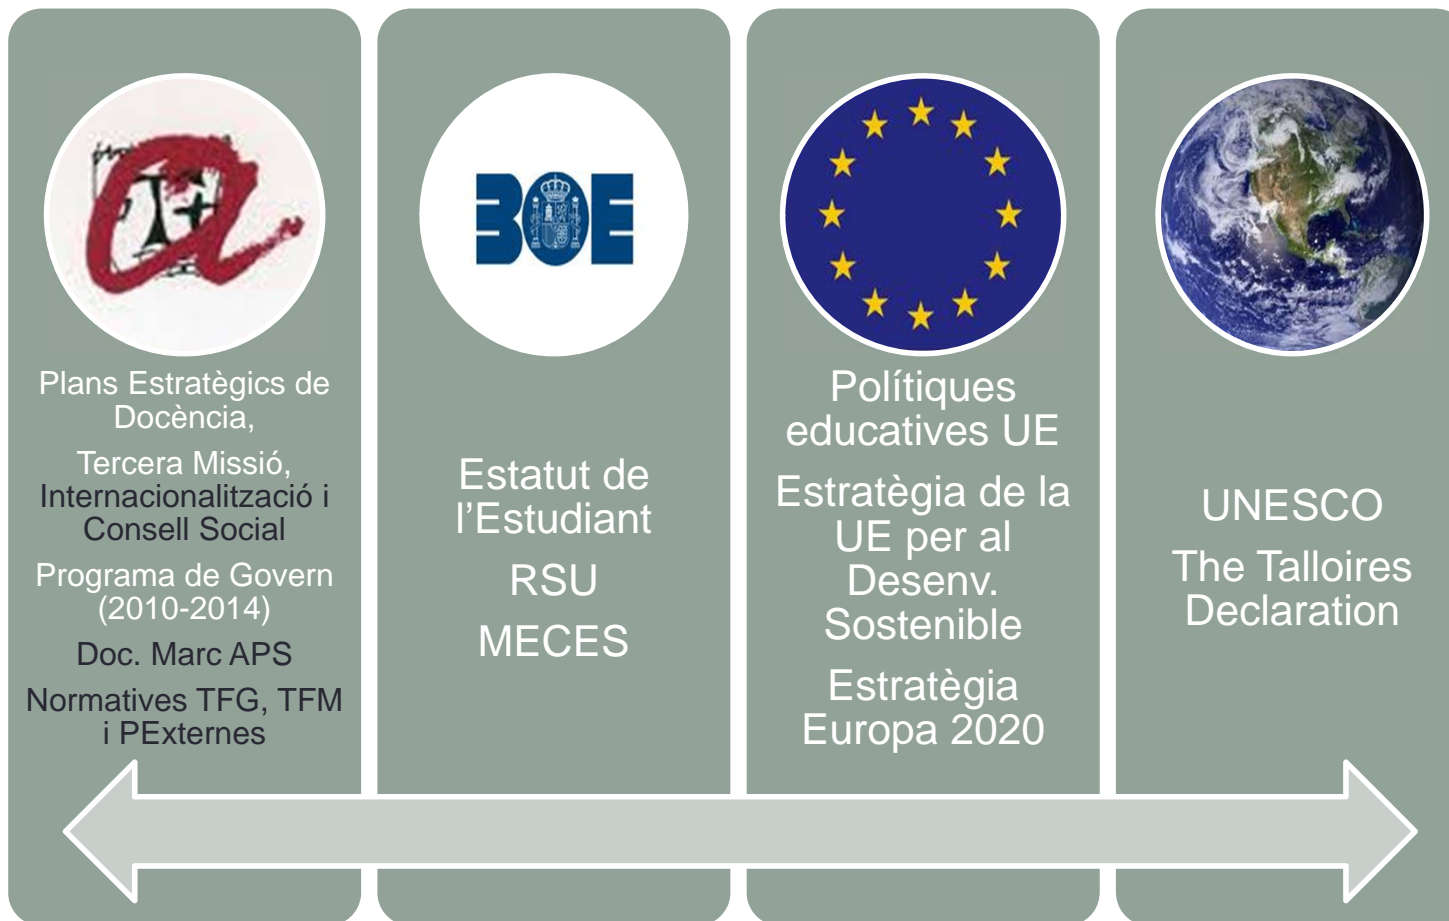 Plans Estratègics de
Docència,
Tercera Missió,
Internacionalització i
Consell Social
Programa de Govern
(2010-2014)
Doc. Marc APS
Normatives TFG, TFM
i PExternes
BOE
Estatut de
l’Estudiant
RSU
MECES
Polítiques
educatives UE
Estratègia de la
UE per al
Desenv.
Sostenible
Estratègia
Europa 2020
UNESCO
The Talloires
Declaration